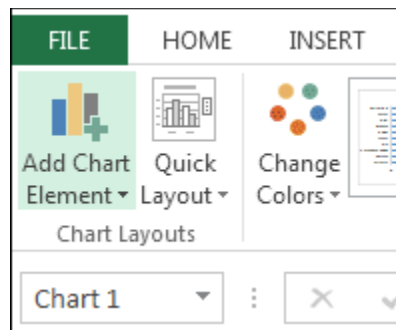 FILE HOME INSERT
Add Chart Element
Quick Layout
Change Colors
Chart Layouts
Chart 1